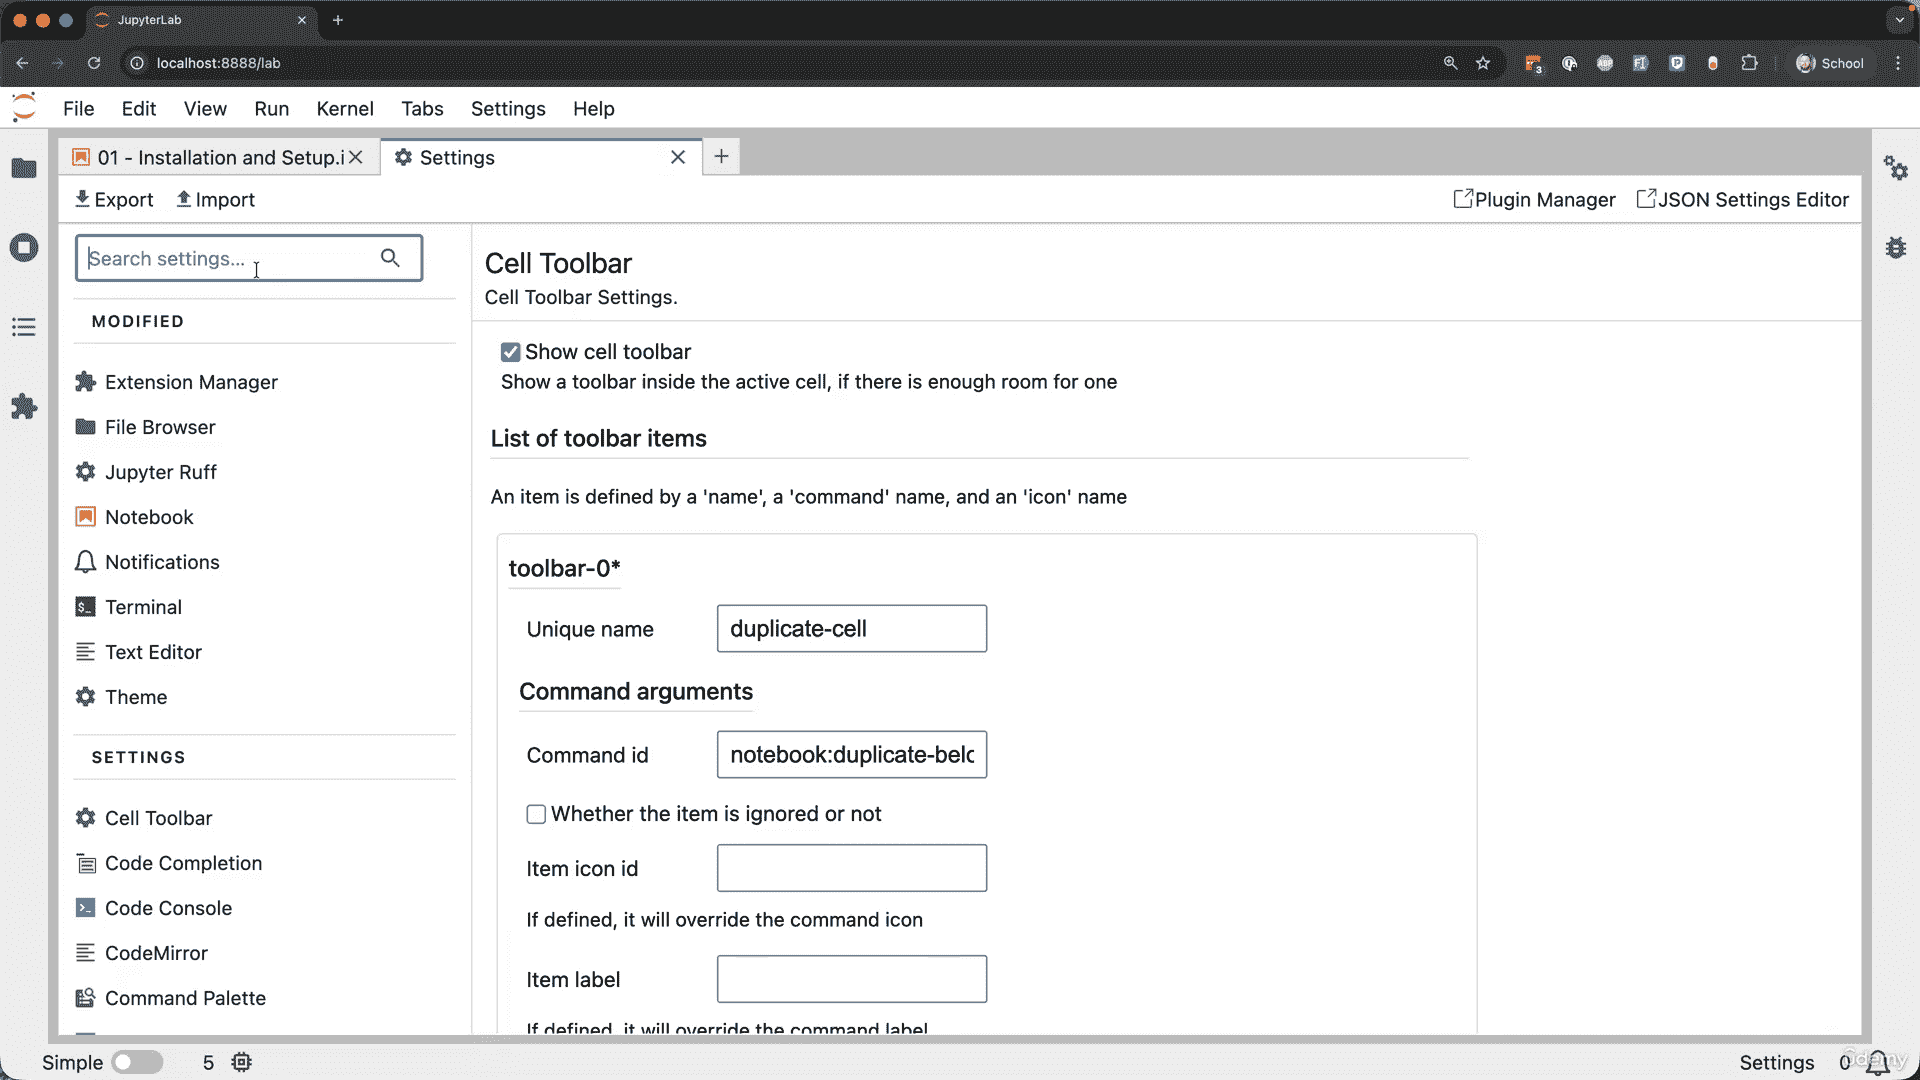 JupyterLab
localhost:8888/lab
3
ABP
School
File Edit View Run Kernel Tabs Settings Help
01 - Installation and Setup.i
Settings
Export Import
Plugin Manager JSON Settings Editor
Search settings...
MODIFIED
Extension Manager
File Browser
Jupyter Ruff
Notebook
Notifications
Terminal
Text Editor
Theme
SETTINGS
Cell Toolbar
Code Completion
Code Console
CodeMirror
Command Palette
Cell Toolbar
Cell Toolbar Settings.
Show cell toolbar
Show a toolbar inside the active cell, if there is enough room for one
List of toolbar items
An item is defined by a 'name', a 'command' name, and an 'icon' name
toolbar-0*
Unique name duplicate-cell
Command arguments
Command id notebook:duplicate-belo
Whether the item is ignored or not
Item icon id
If defined, it will override the command icon
Item label
If defined, it will override the command label
Simple 5
Settings 0
udemy